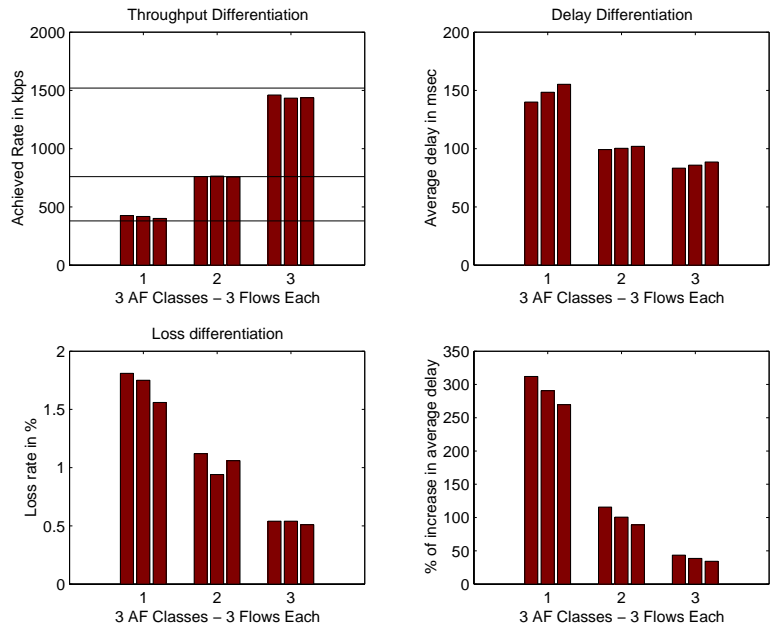 Throughput Differentiation
2000
1500
1000
500
0
Achieved Rate in kbps
1 2 3
3 AF Classes − 3 Flows Each
Delay Differentiation
200
150
100
50
0
Average delay in msec
1 2 3
3 AF Classes − 3 Flows Each
Loss differentiation
2
1.5
1
0.5
0
Loss rate in %
1 2 3
3 AF Classes − 3 Flows Each
350
300
250
200
150
100
50
0
% of increase in average delay
1 2 3
3 AF Classes − 3 Flows Each